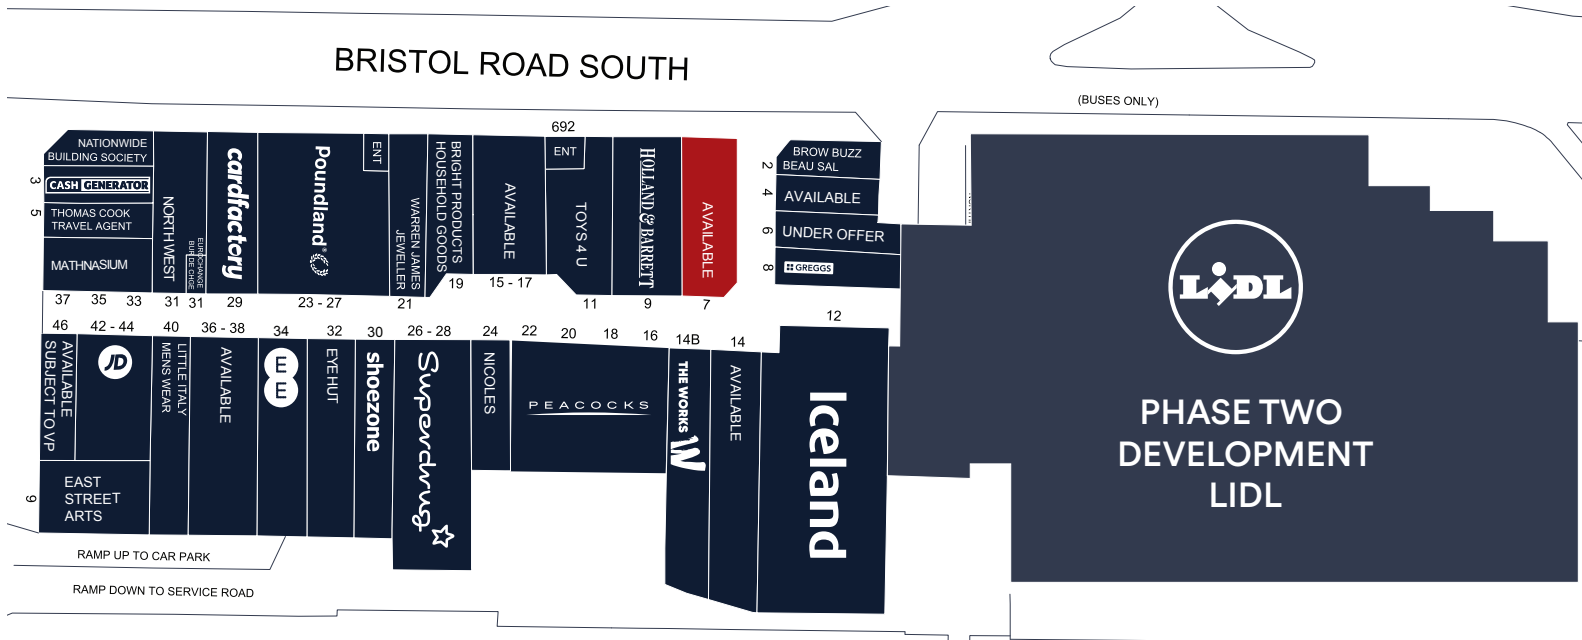 BRISTOL ROAD SOUTH
(BUSES ONLY)
692
NATIONWIDE
BUILDING SOCIETY
3
CASH GENERATOR
5
THOMAS COOK
TRAVEL AGENT
MATHNASIUM
NORTH WEST
EUROCHANGE
BUR DE CHGE
cardfactory
Poundland
ENT
WARREN JAMES
JEWELLER
BRIGHT PRODUCTS
HOUSEHOLD GOODS
AVAILABLE
ENT
TOYS 4 U
HOLLAND & BARRETT
AVAILABLE
2
BROW BUZZ
BEAU SAL
4
AVAILABLE
6
UNDER OFFER
8
GREGGS
37
35
33
31
31
29
23 - 27
21
19
15 - 17
11
9
7
12
46
42 - 44
40
36 - 38
34
32
30
26 - 28
24
22
20
18
16
14B
14
AVAILABLE
SUBJECT TO VP
JD
LITTLE ITALY
MENS WEAR
AVAILABLE
EE
EYEHUT
shoezone
Superdrug
NICOLES
PEACOCKS
THE WORKS
W
AVAILABLE
Iceland
9
EAST
STREET
ARTS
LIDL
PHASE TWO
DEVELOPMENT
LIDL
RAMP UP TO CAR PARK
RAMP DOWN TO SERVICE ROAD